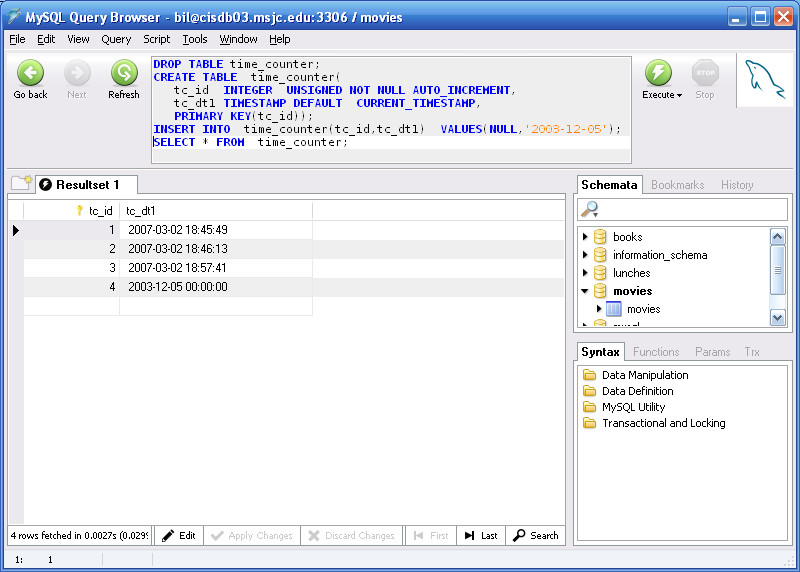 MySQL Query Browser - bil@cisdb03.msjc.edu:3306 / movies
File Edit View Query Script Tools Window Help
Go back Next Refresh
DROP TABLE time_counter;
CREATE TABLE time_counter(
tc_id INTEGER UNSIGNED NOT NULL AUTO_INCREMENT,
tc_dt1 TIMESTAMP DEFAULT CURRENT_TIMESTAMP,
PRIMARY KEY(tc_id));
INSERT INTO time_counter(tc_id,tc_dt1) VALUES(NULL,'2003-12-05');
SELECT * FROM time_counter;
Execute STOP Stop
Resultset 1
tc_id tc_dt1
1 2007-03-02 18:45:49
2 2007-03-02 18:46:13
3 2007-03-02 18:57:41
4 2003-12-05 00:00:00
Schemata Bookmarks History
books
information_schema
lunches
movies
movies
Syntax Functions Params Trx
Data Manipulation
Data Definition
MySQL Utility
Transactional and Locking
4 rows fetched in 0.0027s (0.029 Edit Apply Changes Discard Changes First Last Search
1: 1